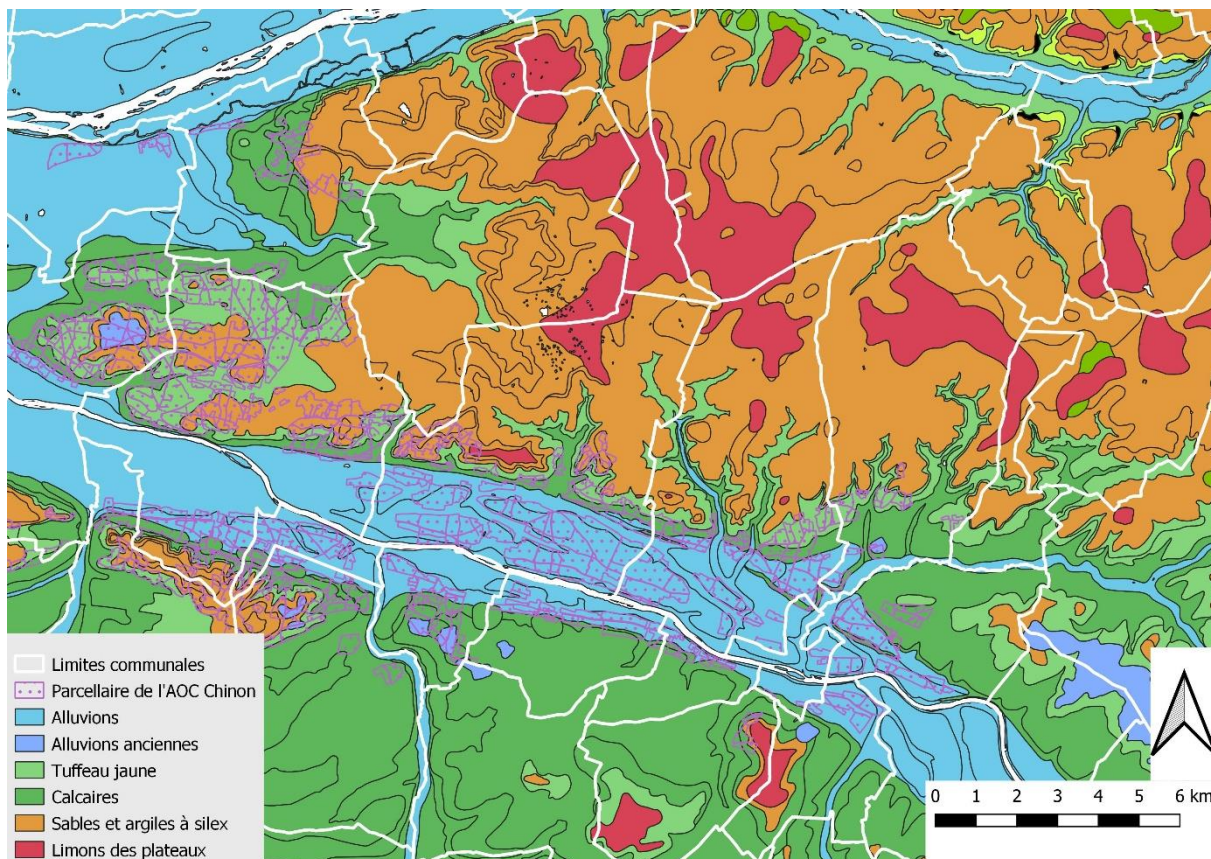 Limites communales
Parcellaire de l'AOC Chinon
Alluvions
Alluvions anciennes
Tuffeau jaune
Calcaires
Sables et argiles à silex
Limons des plateaux
0 1 2 3 4 5 6 km